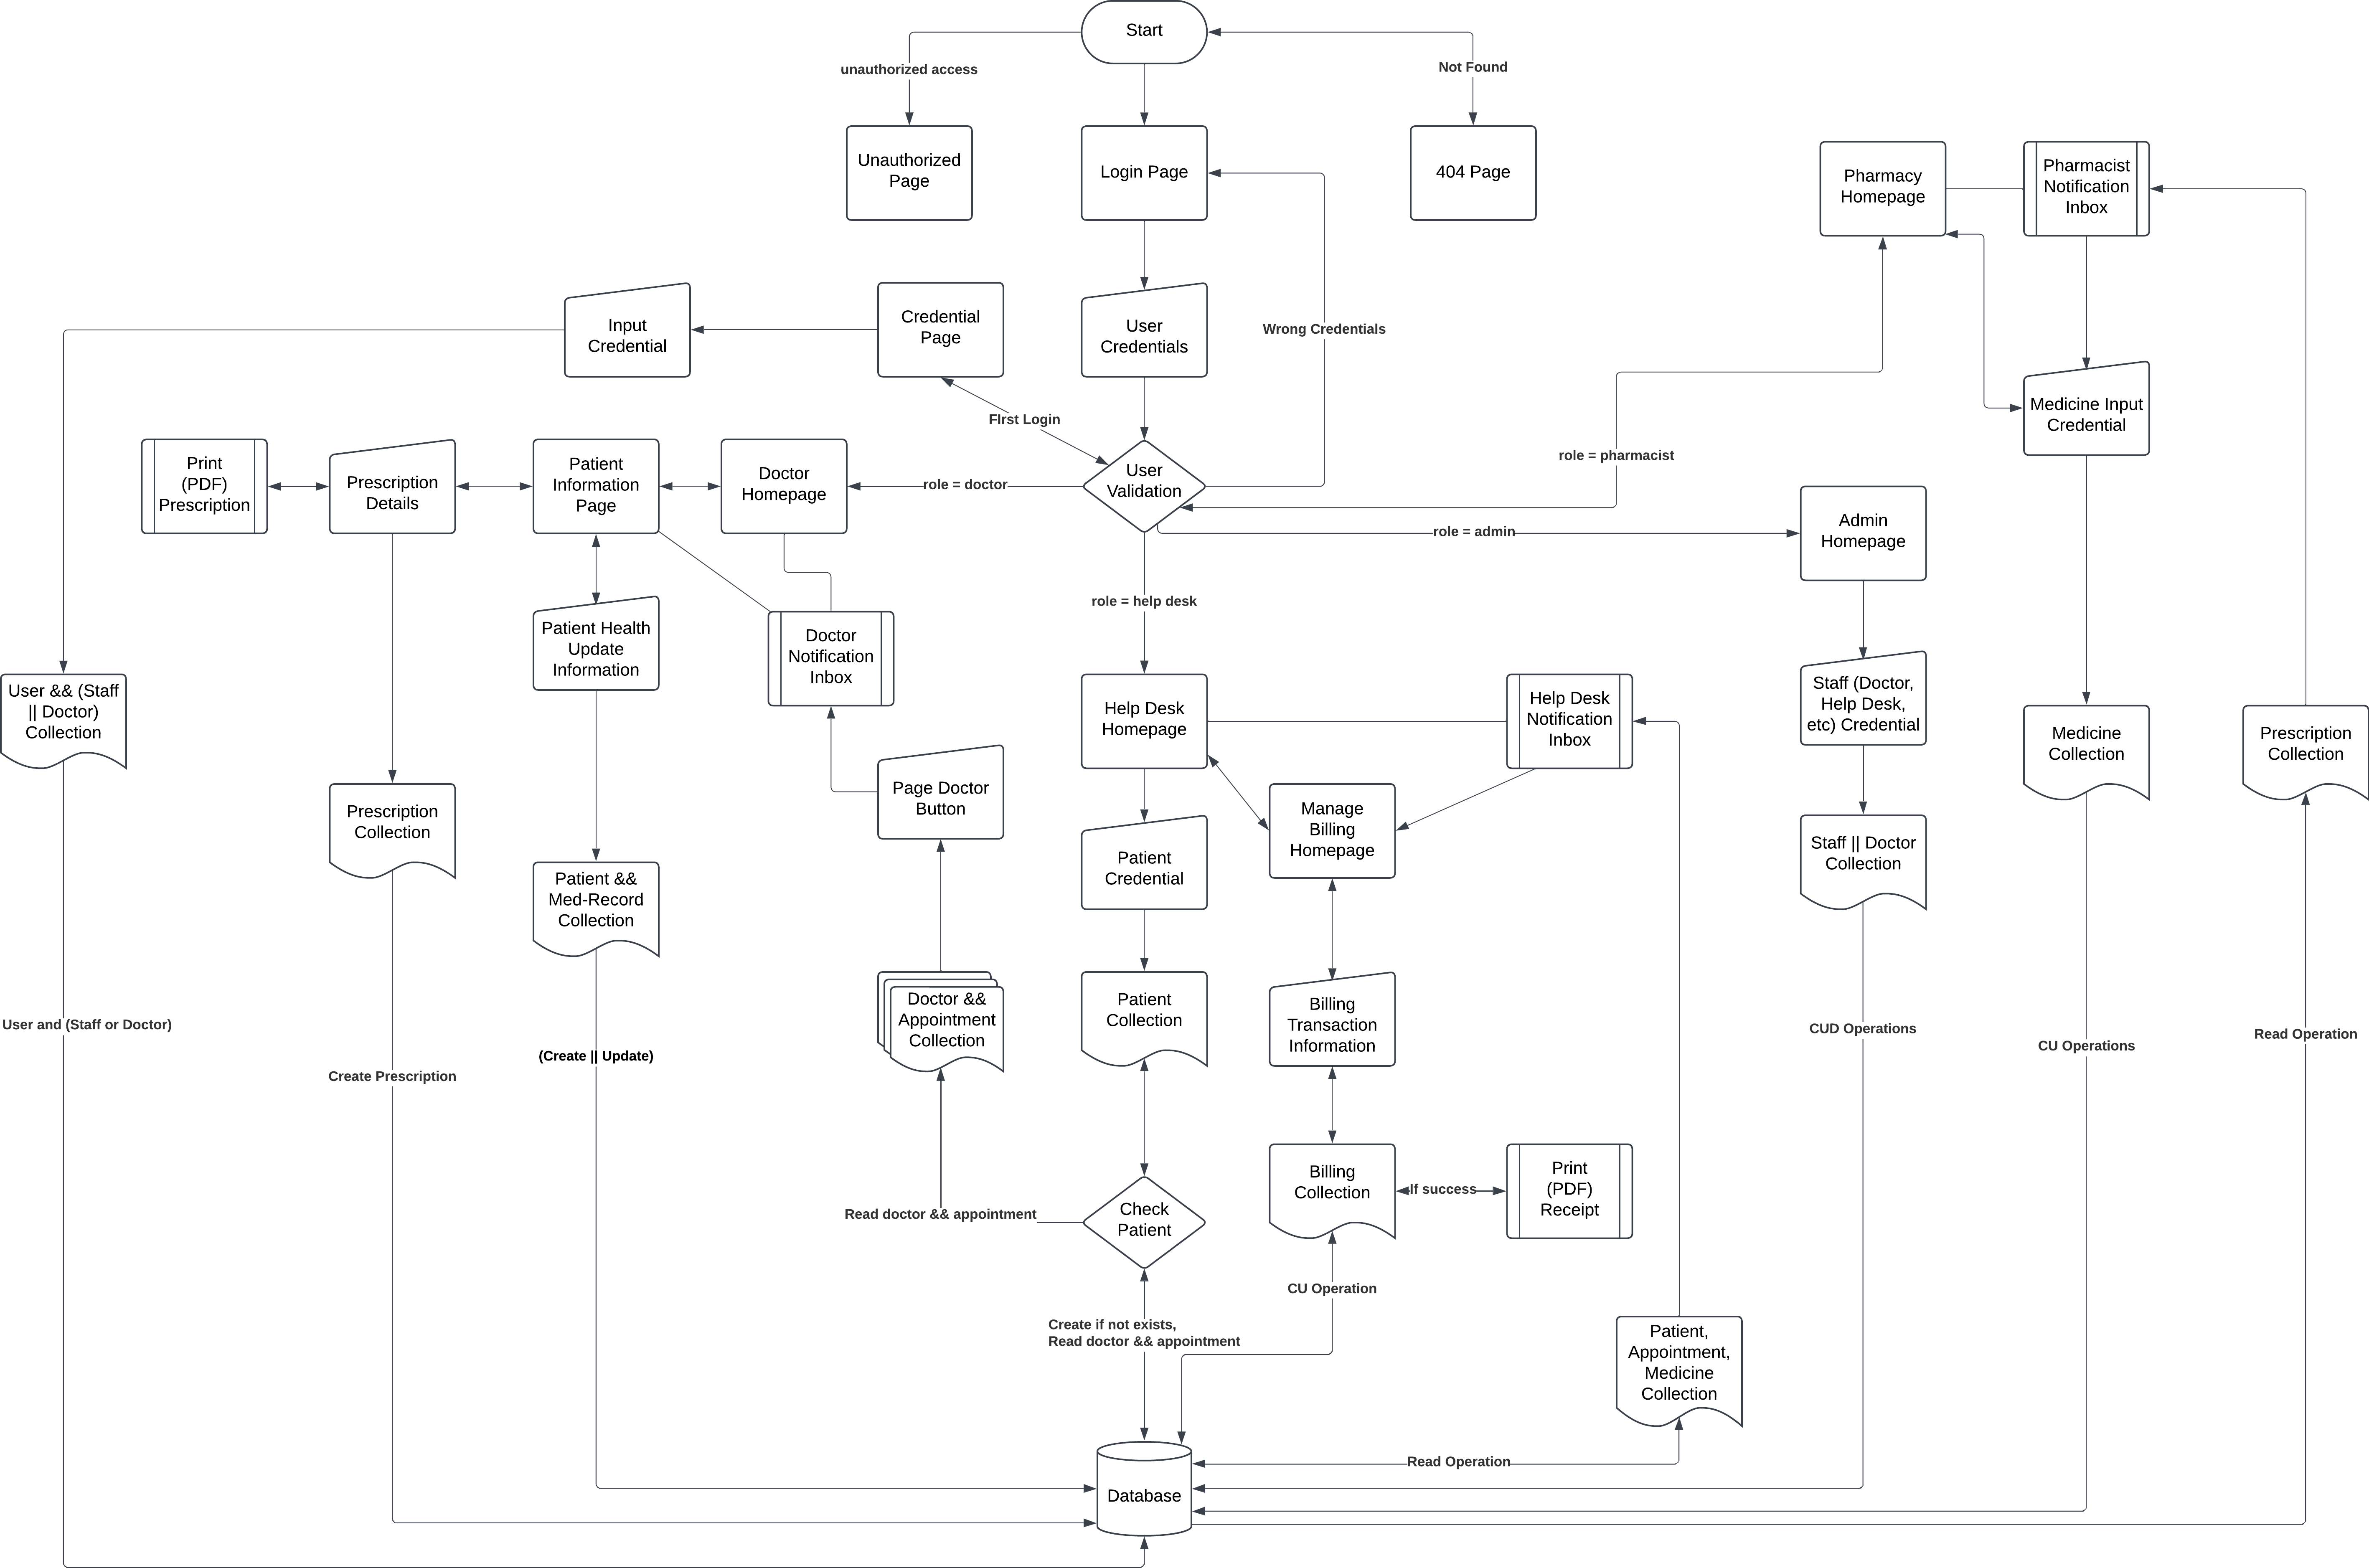 Start
unauthorized access
Not Found
Unauthorized
Page
Login Page
404 Page
Pharmacy
Homepage
Pharmacist
Notification
Inbox
Input
Credential
Credential
Page
User
Credentials
Wrong Credentials
Medicine Input
Credential
FIrst Login
role = pharmacist
Print
(PDF)
Prescription
Prescription
Details
Patient
Information
Page
Doctor
Homepage
role = doctor
User
Validation
role = admin
Admin
Homepage
role = help desk
Patient Health
Update
Information
Doctor
Notification
Inbox
User && (Staff
|| Doctor)
Collection
Help Desk
Homepage
Help Desk
Notification
Inbox
Staff (Doctor,
Help Desk,
etc) Credential
Medicine
Collection
Prescription
Collection
Page Doctor
Button
Manage
Billing
Homepage
Prescription
Collection
Patient
Credential
Staff || Doctor
Collection
Patient &&
Med-Record
Collection
Doctor &&
Appointment
Collection
Patient
Collection
Billing
Transaction
Information
User and (Staff or Doctor)
Create Prescription
(Create || Update)
CUD Operations
CU Operations
Read Operation
Read doctor && appointment
Check
Patient
Billing
Collection
If success
Print
(PDF)
Receipt
CU Operation
Create if not exists,
Read doctor && appointment
Patient,
Appointment,
Medicine
Collection
Read Operation
Database